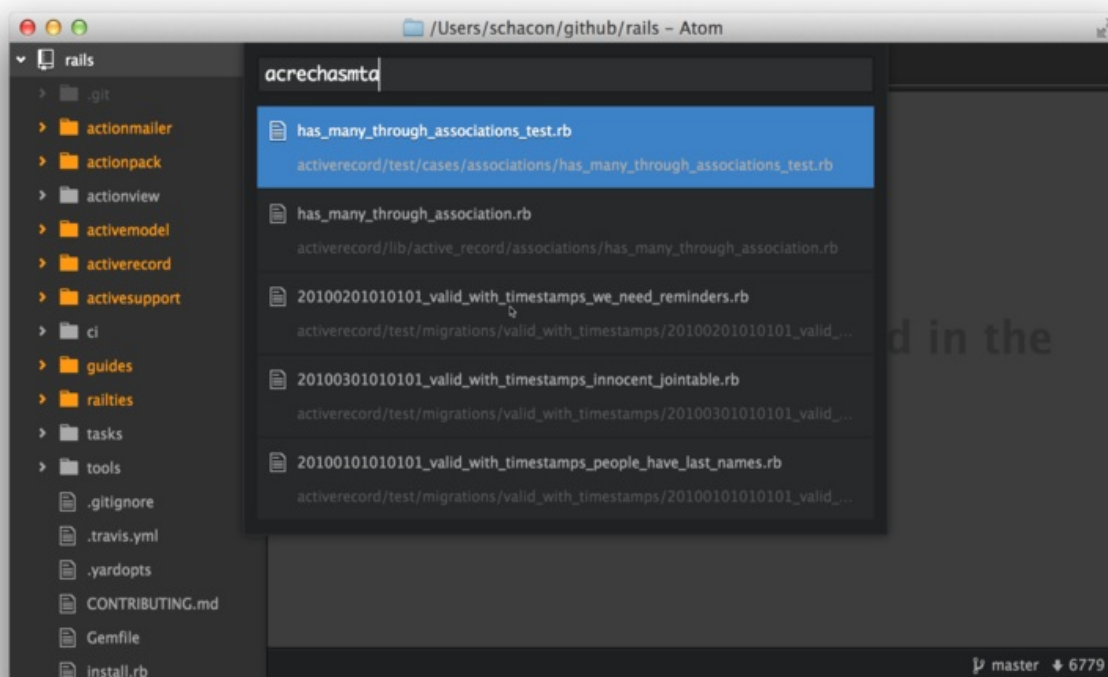 /Users/schacon/github/rails – Atom
rails
.git
actionmailer
actionpack
actionview
activemodel
activerecord
activesupport
ci
guides
railties
tasks
tools
.gitignore
.travis.yml
.yardopts
CONTRIBUTING.md
Gemfile
install.rb
acrechasmta
has_many_through_associations_test.rb
activerecord/test/cases/associations/has_many_through_associations_test.rb
has_many_through_association.rb
activerecord/lib/active_record/associations/has_many_through_association.rb
20100201010101_valid_with_timestamps_we_need_reminders.rb
activerecord/test/migrations/valid_with_timestamps/20100201010101_valid_...
20100301010101_valid_with_timestamps_innocent_jointable.rb
activerecord/test/migrations/valid_with_timestamps/20100301010101_valid_...
20100101010101_valid_with_timestamps_people_have_last_names.rb
activerecord/test/migrations/valid_with_timestamps/20100101010101_valid_...
d in the
master 6779